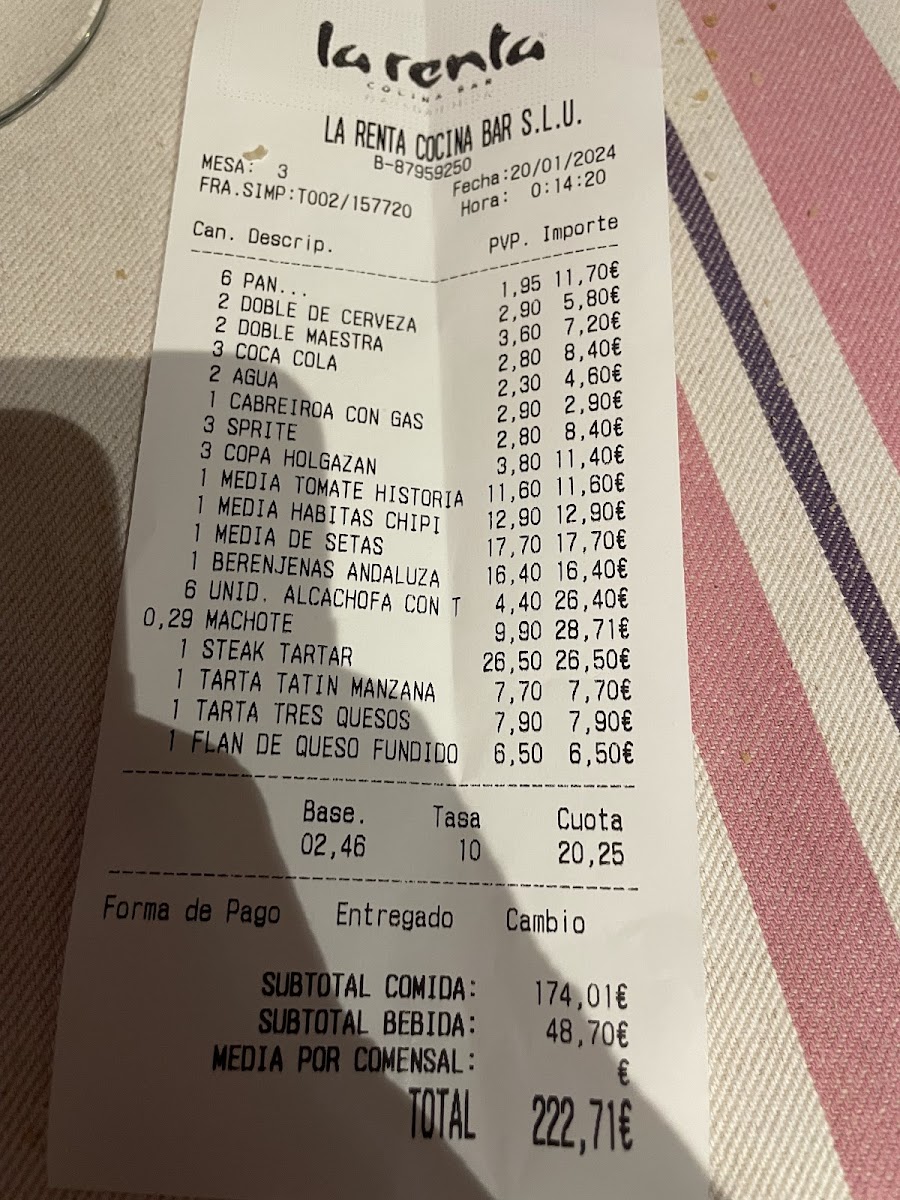 la renta
COCINA BAR
LA RENTA COCINA BAR S.L.U.
B-87959250
MESA: 3 Fecha:20/01/2024
FRA.SIMP:T002/157720 Hora: 0:14:20
Can. Descrip. PVP. Importe
6 PAN... 1,95 11,70€
2 DOBLE DE CERVEZA 2,90 5,80€
2 DOBLE MAESTRA 3,60 7,20€
3 COCA COLA 2,80 8,40€
2 AGUA 2,30 4,60€
1 CABREIROA CON GAS 2,90 2,90€
3 SPRITE 2,80 8,40€
3 COPA HOLGAZAN 3,80 11,40€
1 MEDIA TOMATE HISTORIA 11,60 11,60€
1 MEDIA HABITAS CHIPI 12,90 12,90€
1 MEDIA DE SETAS 17,70 17,70€
1 BERENJENAS ANDALUZA 16,40 16,40€
6 UNID. ALCACHOFA CON T 4,40 26,40€
0,29 MACHOTE 9,90 28,71€
1 STEAK TARTAR 26,50 26,50€
1 TARTA TATIN MANZANA 7,70 7,70€
1 TARTA TRES QUESOS 7,90 7,90€
1 FLAN DE QUESO FUNDIDO 6,50 6,50€
Base. Tasa Cuota
02,46 10 20,25
Forma de Pago Entregado Cambio
SUBTOTAL COMIDA: 174,01€
SUBTOTAL BEBIDA: 48,70€
MEDIA POR COMENSAL: €
TOTAL 222,71€